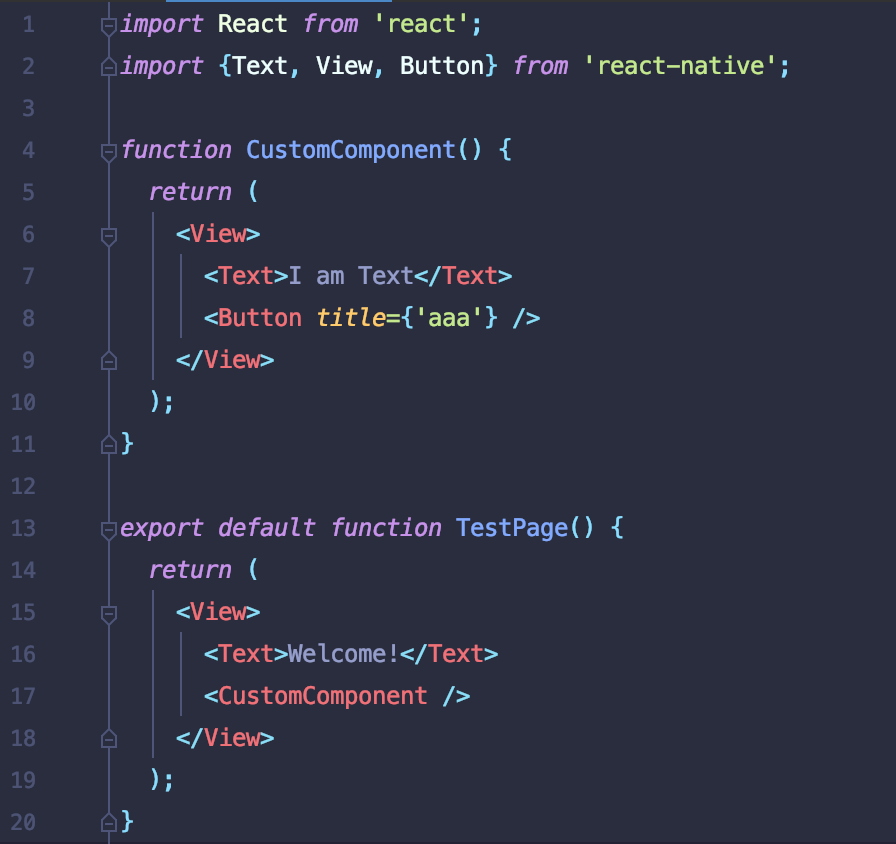 1 import React from 'react';
2 import {Text, View, Button} from 'react-native';
3
4 function CustomComponent() {
5   return (
6     <View>
7       <Text>I am Text</Text>
8       <Button title={'aaa'} />
9     </View>
10   );
11 }
12
13 export default function TestPage() {
14   return (
15     <View>
16       <Text>Welcome!</Text>
17       <CustomComponent />
18     </View>
19   );
20 }